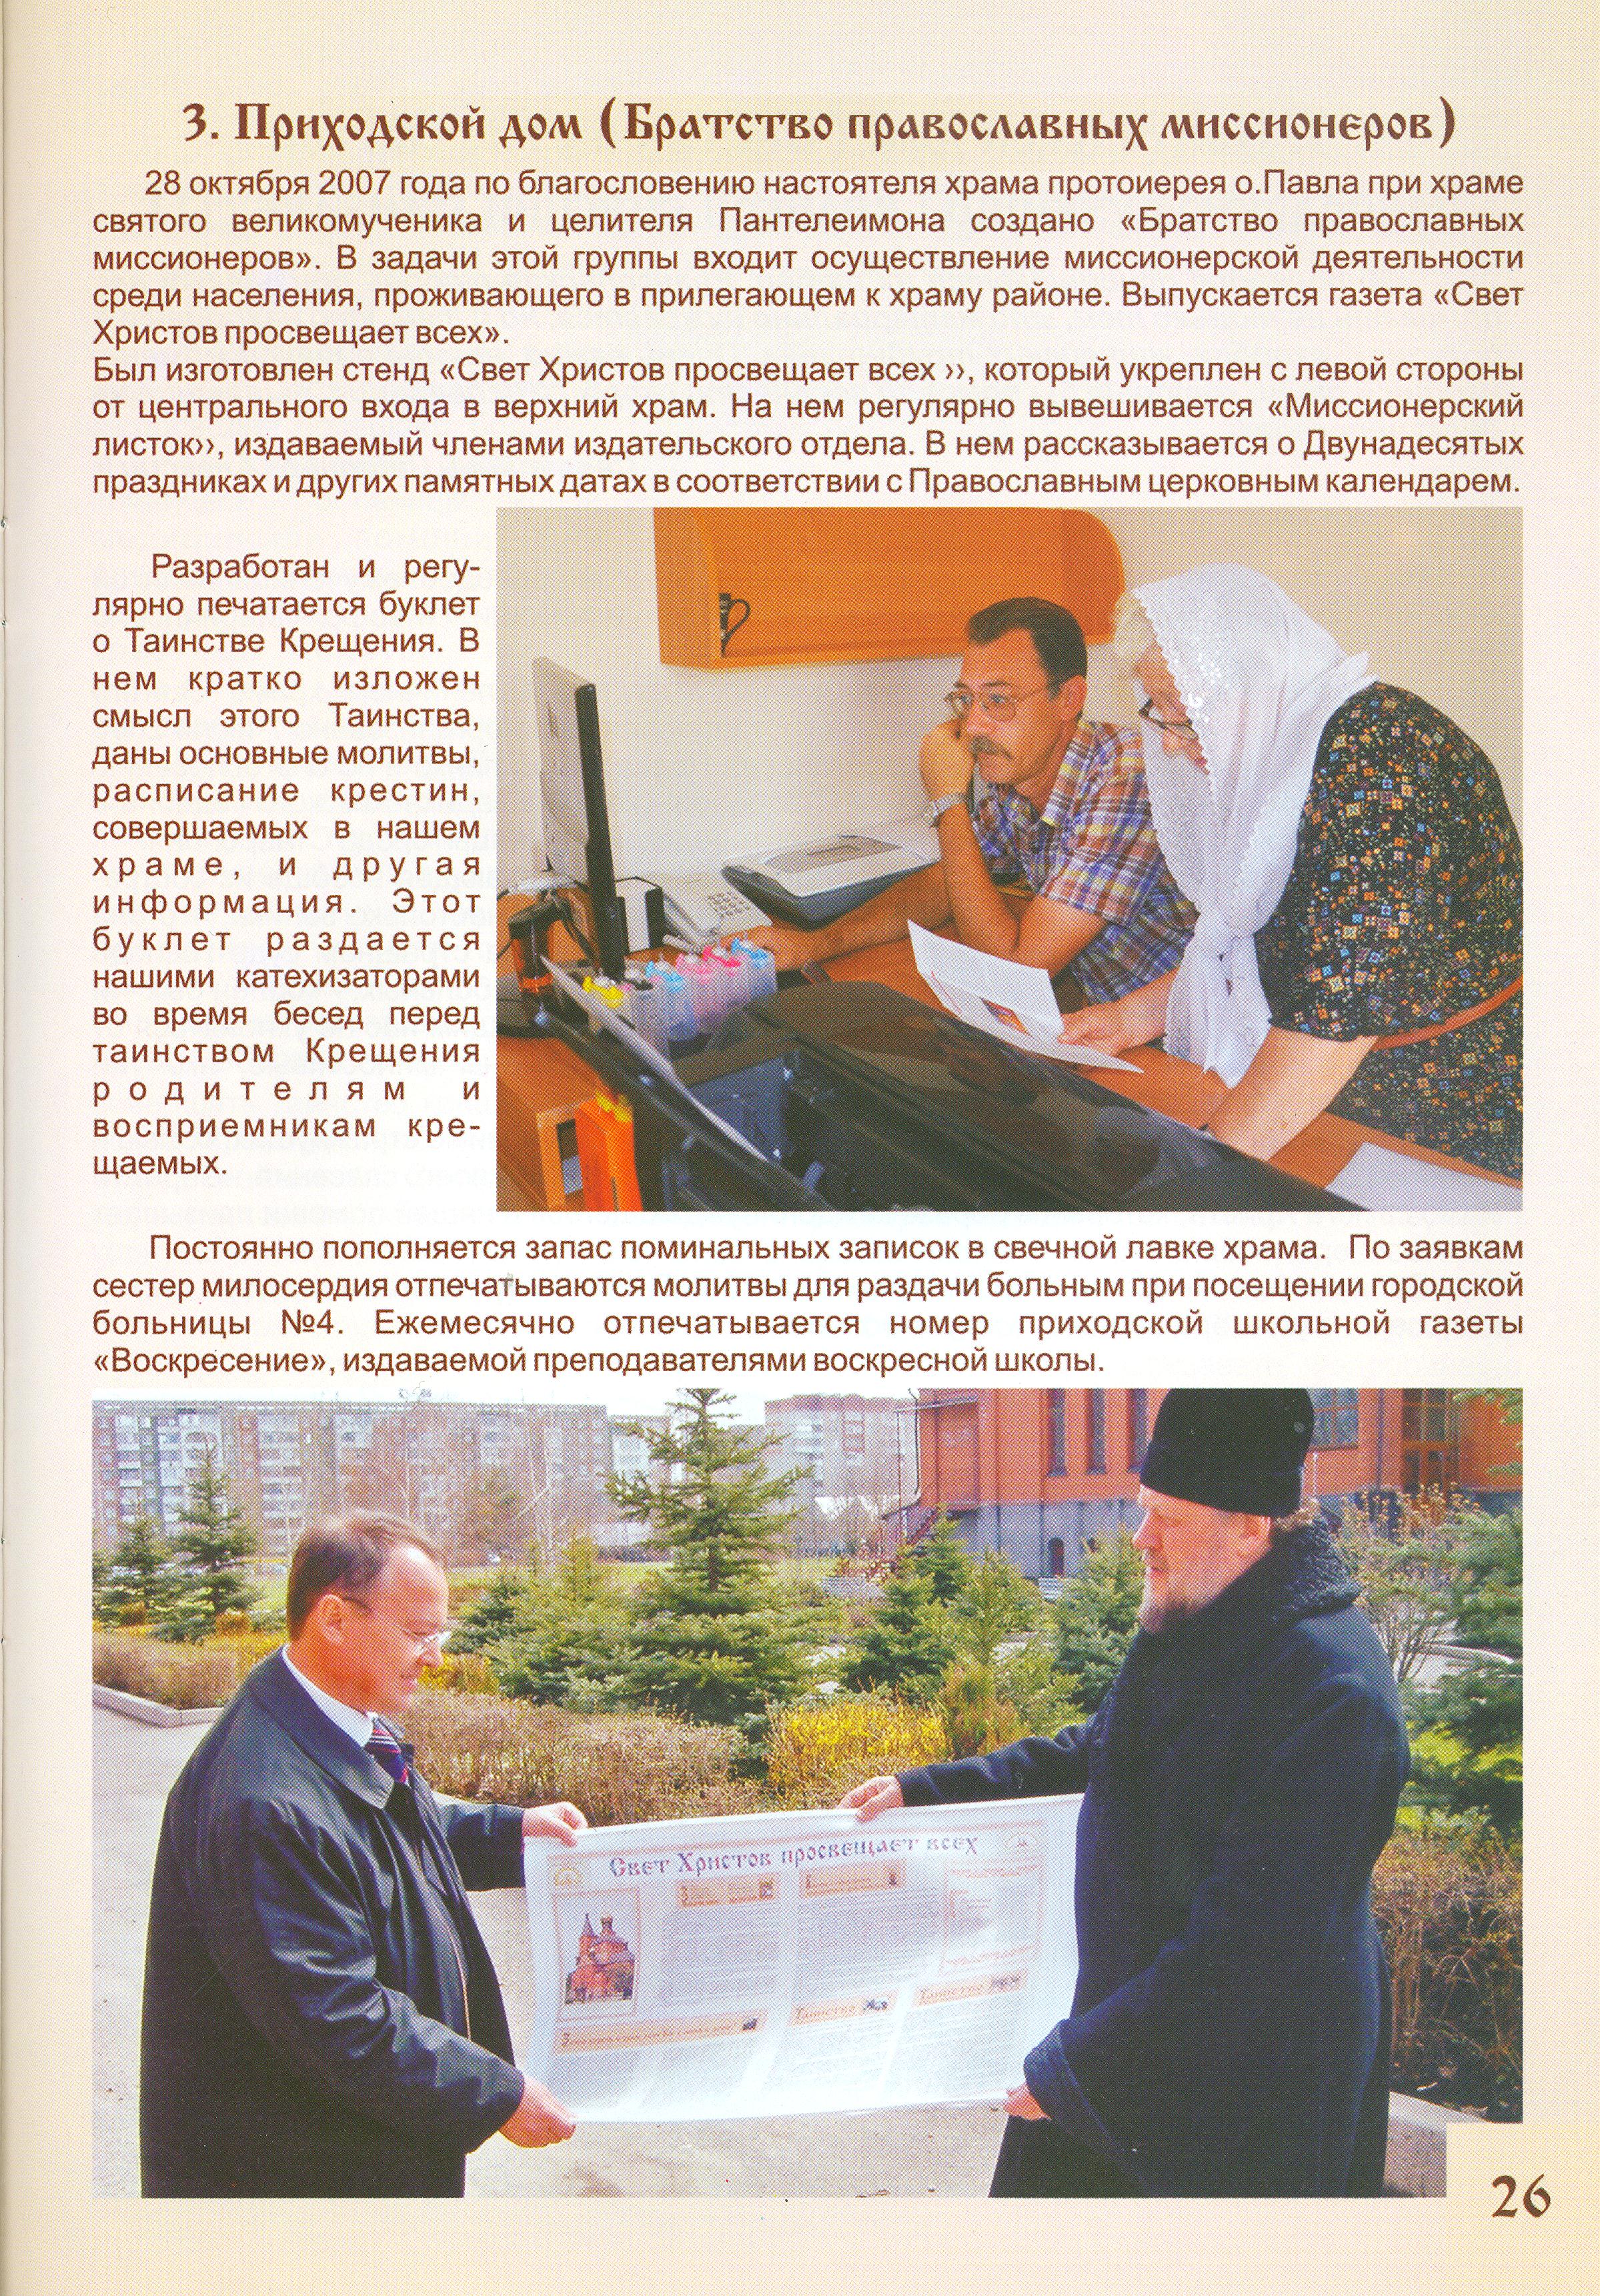 3. Приходской дом (Братство православных миссионеров)
28 октября 2007 года по благословению настоятеля храма протоиерея о.Павла при храме
святого великомученика и целителя Пантелеимона создано «Братство православных
миссионеров». В задачи этой группы входит осуществление миссионерской деятельности
среди населения, проживающего в прилегающем к храму районе. Выпускается газета «Свет
Христов просвещает всех».
Был изготовлен стенд «Свет Христов просвещает всех ››, который укреплен с левой стороны
от центрального входа в верхний храм. На нем регулярно вывешивается «Миссионерский
листок››, издаваемый членами издательского отдела. В нем рассказывается о Двунадесятых
праздниках и других памятных датах в соответствии с Православным церковным календарем.
Разработан и регу-
лярно печатается буклет
о Таинстве Крещения. В
нем кратко изложен
смысл этого Таинства,
даны основные молитвы,
расписание крестин,
совершаемых в нашем
храме, и другая
информация. Этот
буклет раздается
нашими катехизаторами
во время бесед перед
таинством Крещения
родителям и
восприемникам кре-
щаемых.
Постоянно пополняется запас поминальных записок в свечной лавке храма. По заявкам
сестер милосердия отпечатываются молитвы для раздачи больным при посещении городской
больницы №4. Ежемесячно отпечатывается номер приходской школьной газеты
«Воскресение», издаваемой преподавателями воскресной школы.
Свет Христов просвещает всех
Таинство
Таинство
26